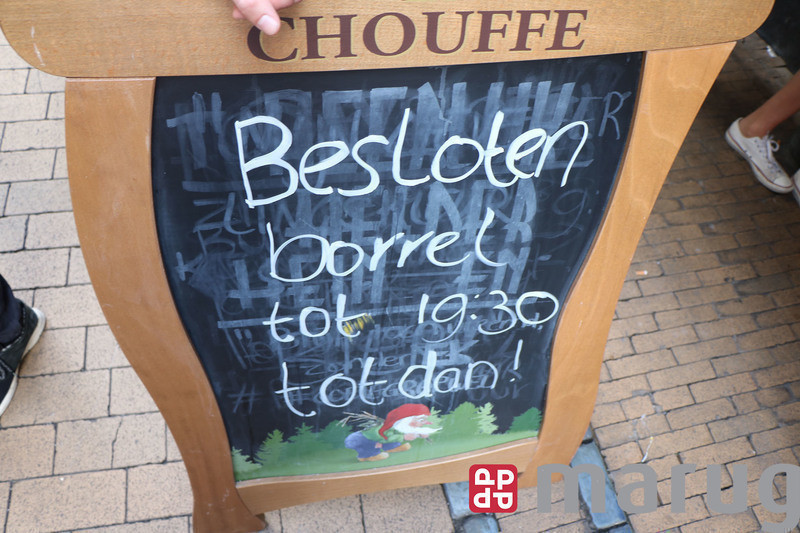 CHOUFFE
Besloten
borrel
tot 19:30
tot dan!
marug